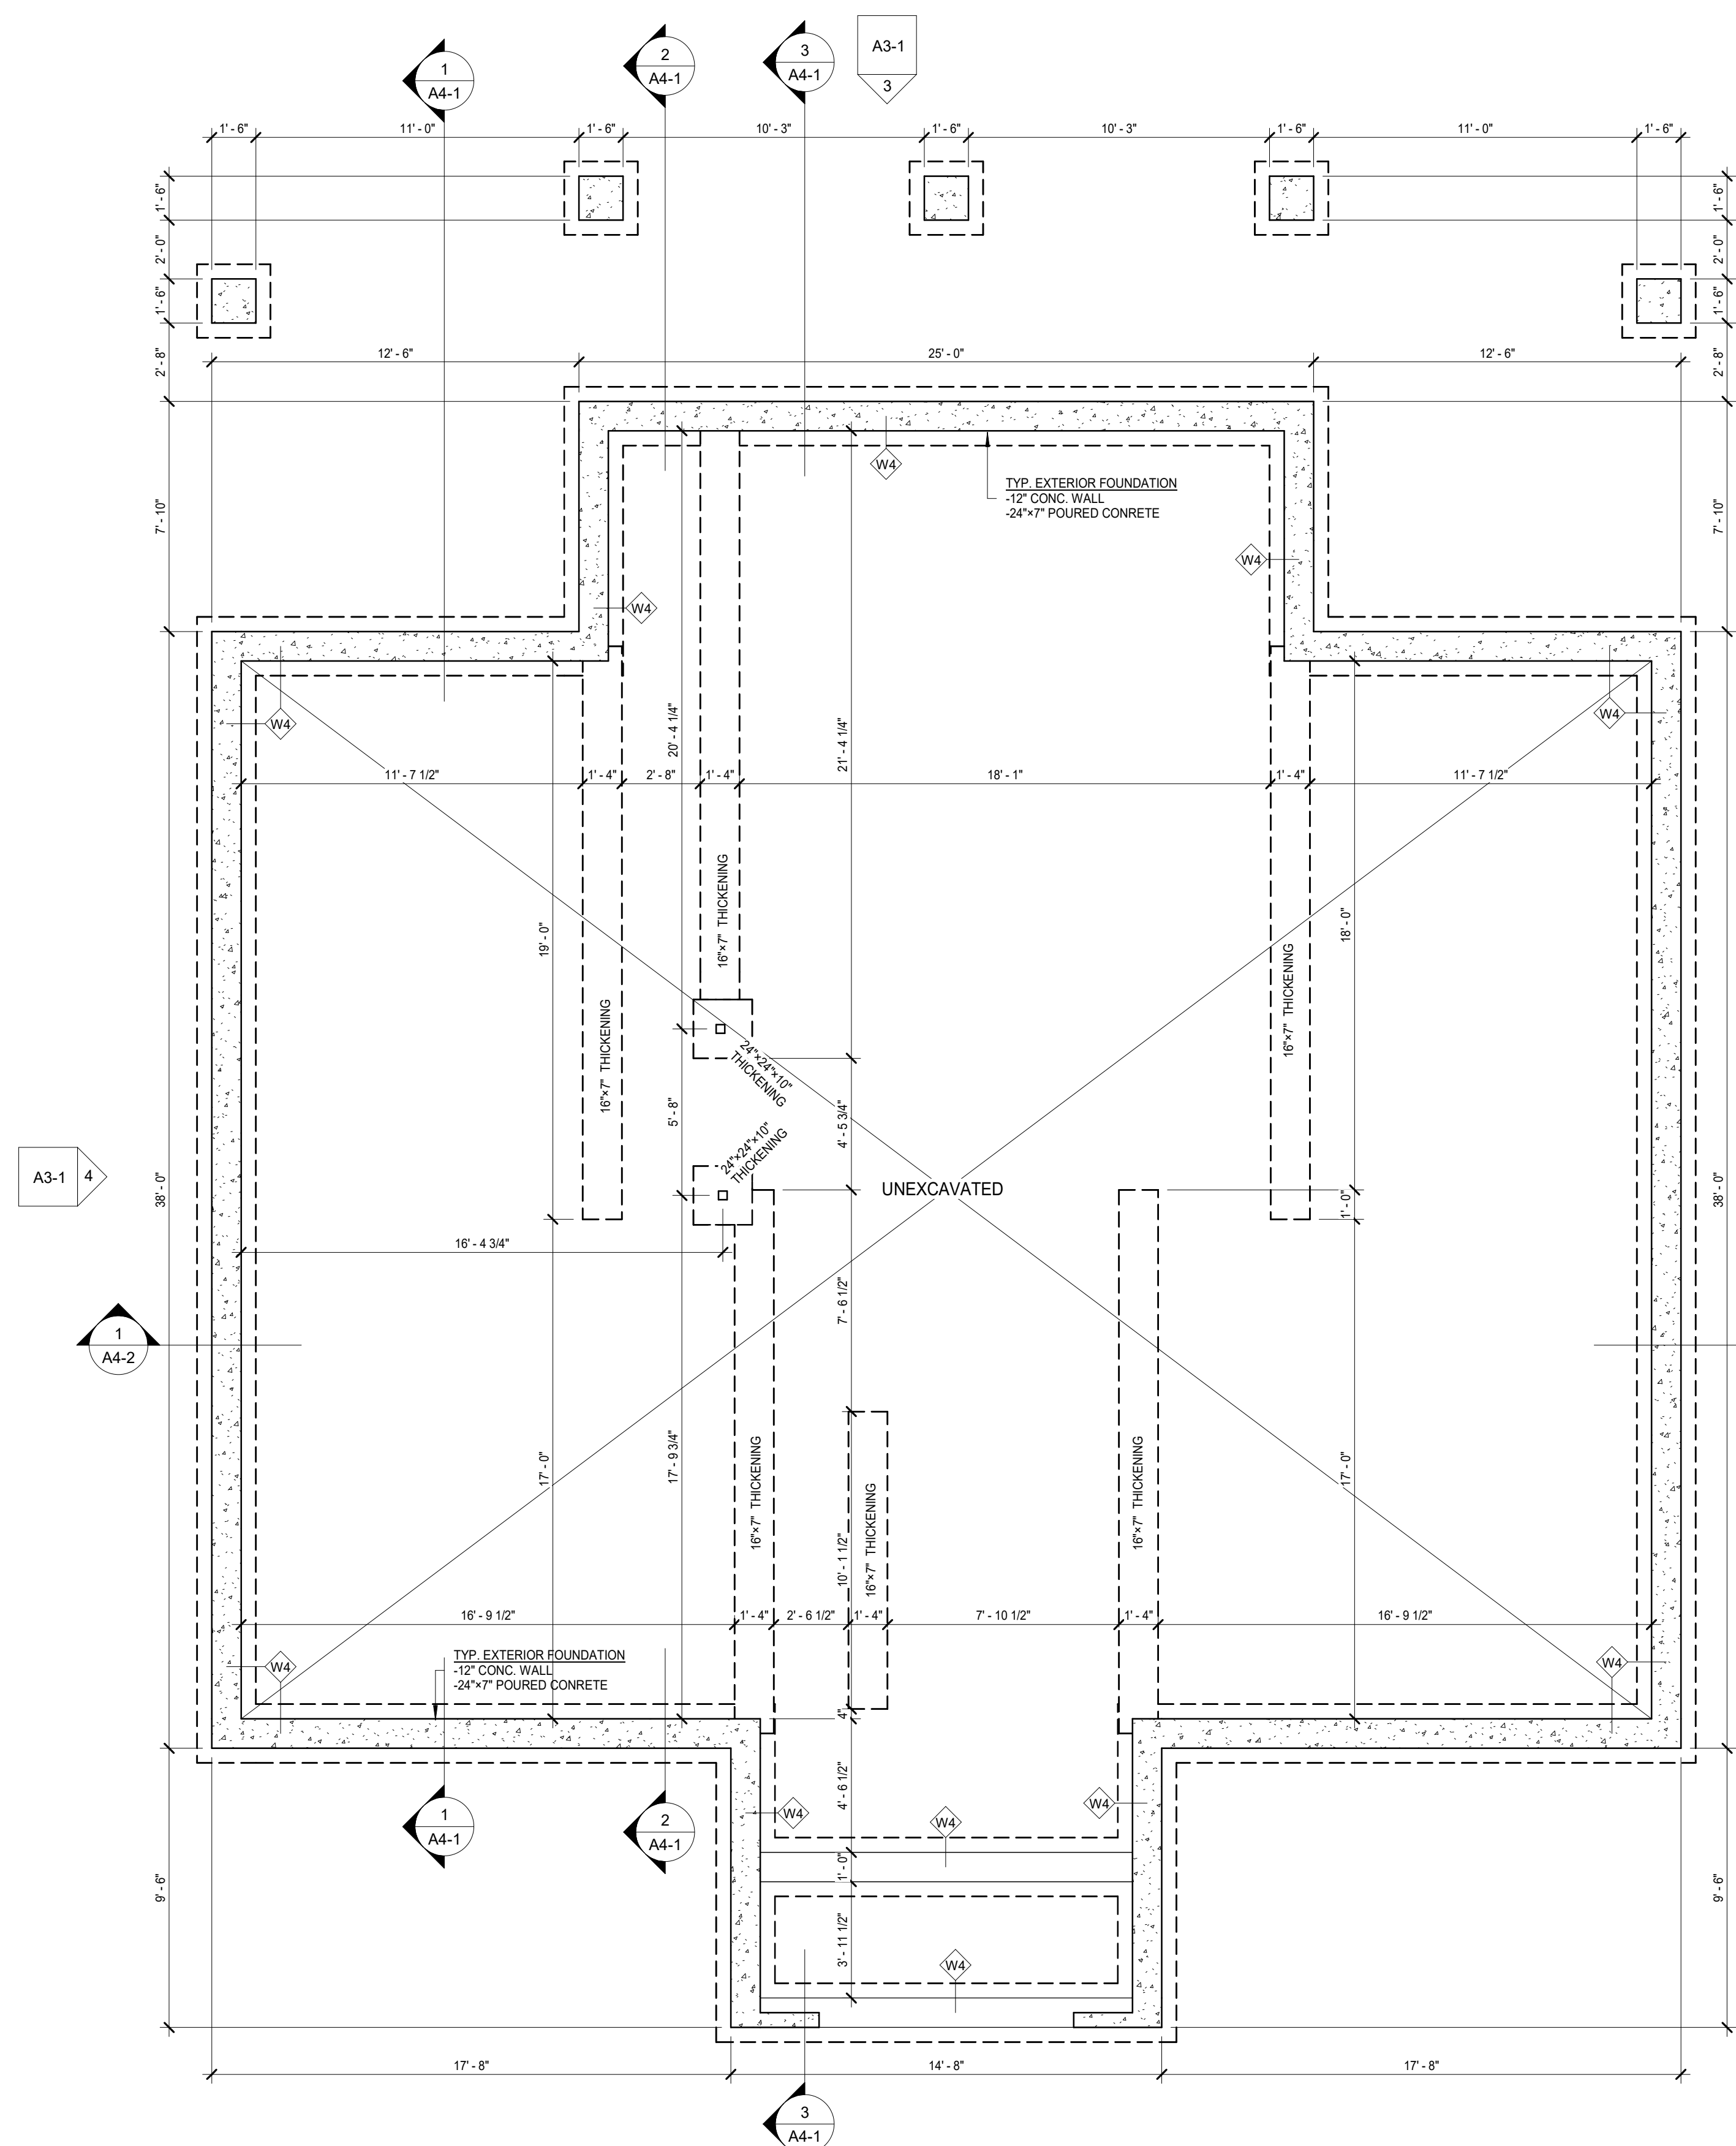 A3-1
3
1
A4-1
2
A4-1
3
A4-1
1' - 6"
11' - 0"
1' - 6"
10' - 3"
1' - 6"
10' - 3"
1' - 6"
11' - 0"
1' - 6"
1' - 6"
1' - 6"
2' - 0"
2' - 0"
1' - 6"
1' - 6"
2' - 8"
2' - 8"
12' - 6"
25' - 0"
12' - 6"
W4
TYP. EXTERIOR FOUNDATION
-12" CONC. WALL
-24"×7" POURED CONRETE
7' - 10"
7' - 10"
W4
W4
W4
W4
20' - 4 1/4"
21' - 4 1/4"
11' - 7 1/2"
1' - 4"
2' - 8"
1' - 4"
18' - 1"
1' - 4"
11' - 7 1/2"
16"×7" THICKENING
19' - 0"
18' - 0"
16"×7" THICKENING
16"×7" THICKENING
24"×24"×10"
THICKENING
5' - 8"
4' - 5 3/4"
24"×24"×10"
THICKENING
A3-1
4
38' - 0"
UNEXCAVATED
1' - 0"
38' - 0"
16' - 4 3/4"
7' - 6 1/2"
1
A4-2
17' - 0"
17' - 9 3/4"
16"×7" THICKENING
16"×7" THICKENING
16"×7" THICKENING
17' - 0"
10' - 1 1/2"
16' - 9 1/2"
1' - 4"
2' - 6 1/2"
1' - 4"
7' - 10 1/2"
1' - 4"
16' - 9 1/2"
W4
TYP. EXTERIOR FOUNDATION
-12" CONC. WALL
-24"×7" POURED CONRETE
W4
4"
4' - 6 1/2"
W4
W4
W4
1
A4-1
2
A4-1
9' - 6"
1' - 0"
9' - 6"
3' - 11 1/2"
W4
17' - 8"
14' - 8"
17' - 8"
3
A4-1